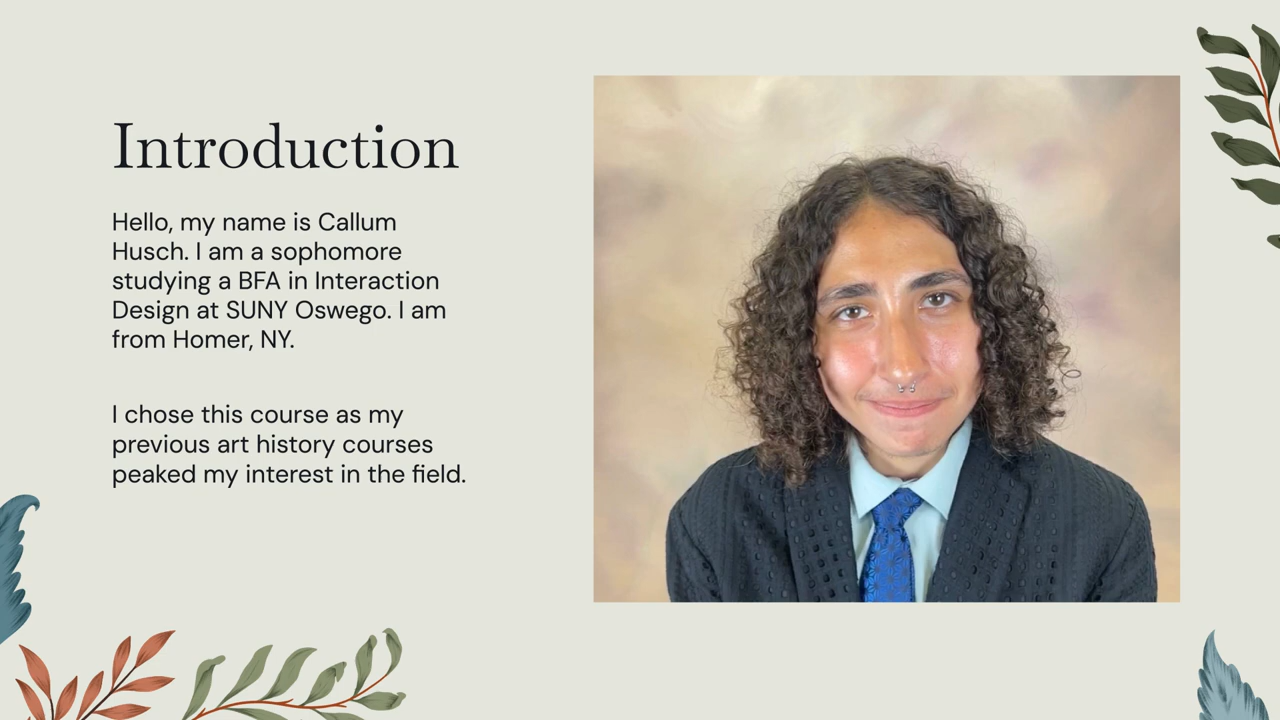 Introduction
Hello, my name is Callum
Husch. I am a sophomore
studying a BFA in Interaction
Design at SUNY Oswego. I am
from Homer, NY.
I chose this course as my
previous art history courses
peaked my interest in the field.